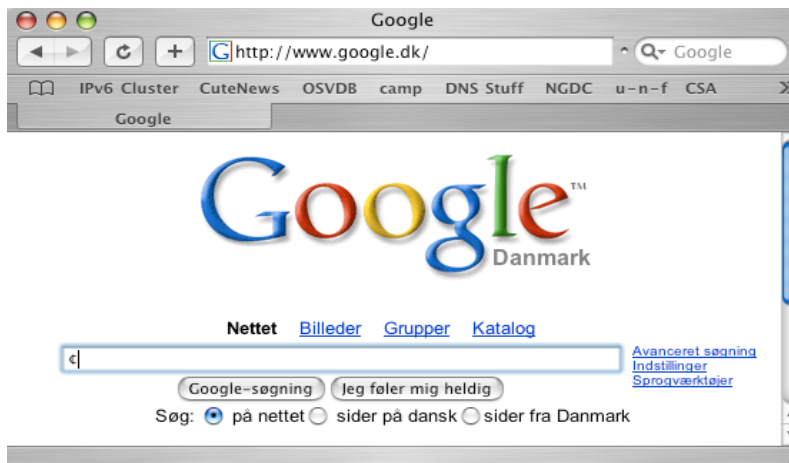 Google
G http://www.google.dk/ Google
IPv6 Cluster CuteNews OSVDB camp DNS Stuff NGDC u-n-f CSA
Google
Google™
Danmark
Nettet Billeder Grupper Katalog
¢
Avanceret søgning
Indstillinger
Sprogværktøjer
Google-søgning Jeg føler mig heldig
Søg: på nettet sider på dansk sider fra Danmark